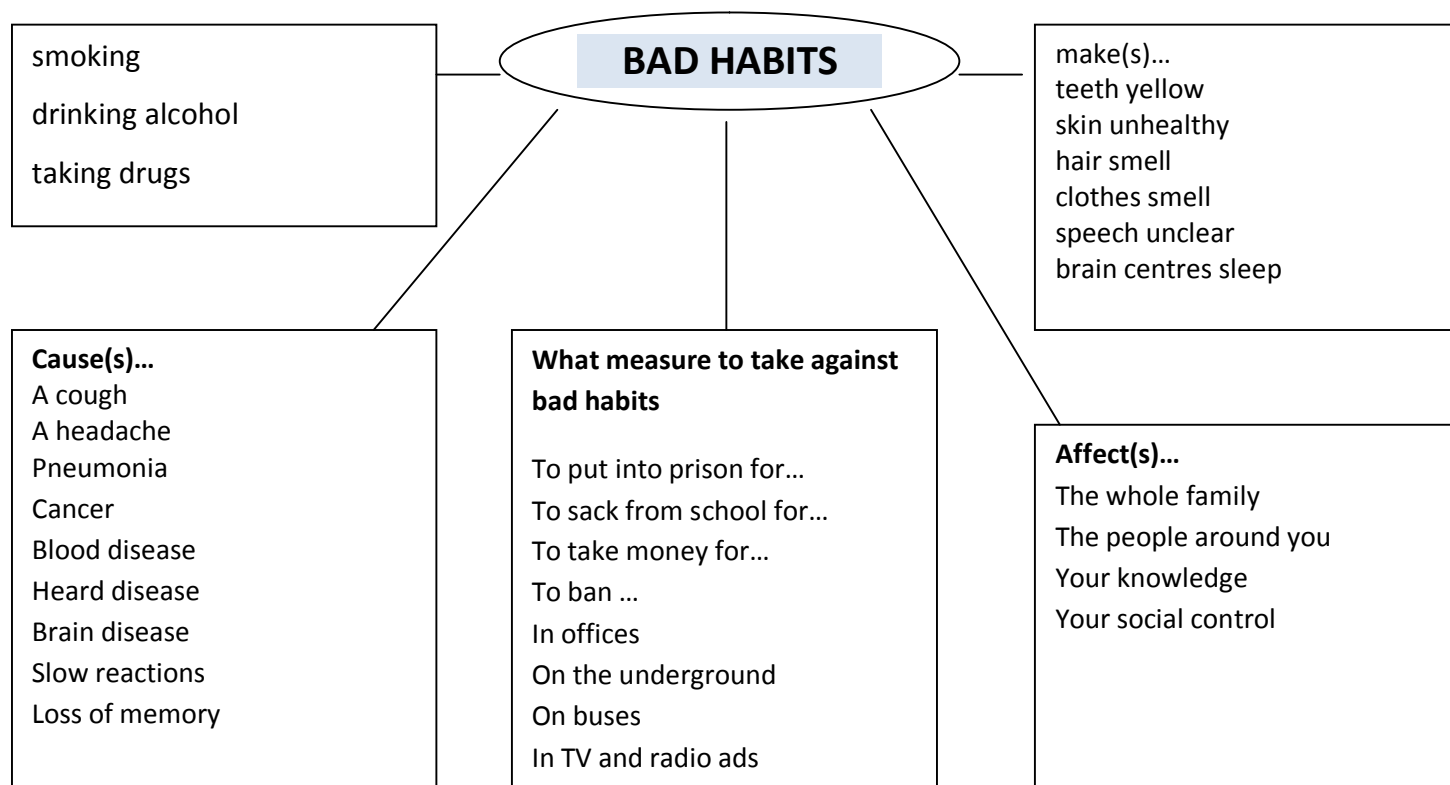 BAD HABITS
smoking
drinking alcohol
taking drugs
make(s)...
teeth yellow
skin unhealthy
hair smell
clothes smell
speech unclear
brain centres sleep
Cause(s)...
A cough
A headache
Pneumonia
Cancer
Blood disease
Heard disease
Brain disease
Slow reactions
Loss of memory
What measure to take against
bad habits
To put into prison for...
To sack from school for...
To take money for...
To ban ...
In offices
On the underground
On buses
In TV and radio ads
Affect(s)...
The whole family
The people around you
Your knowledge
Your social control